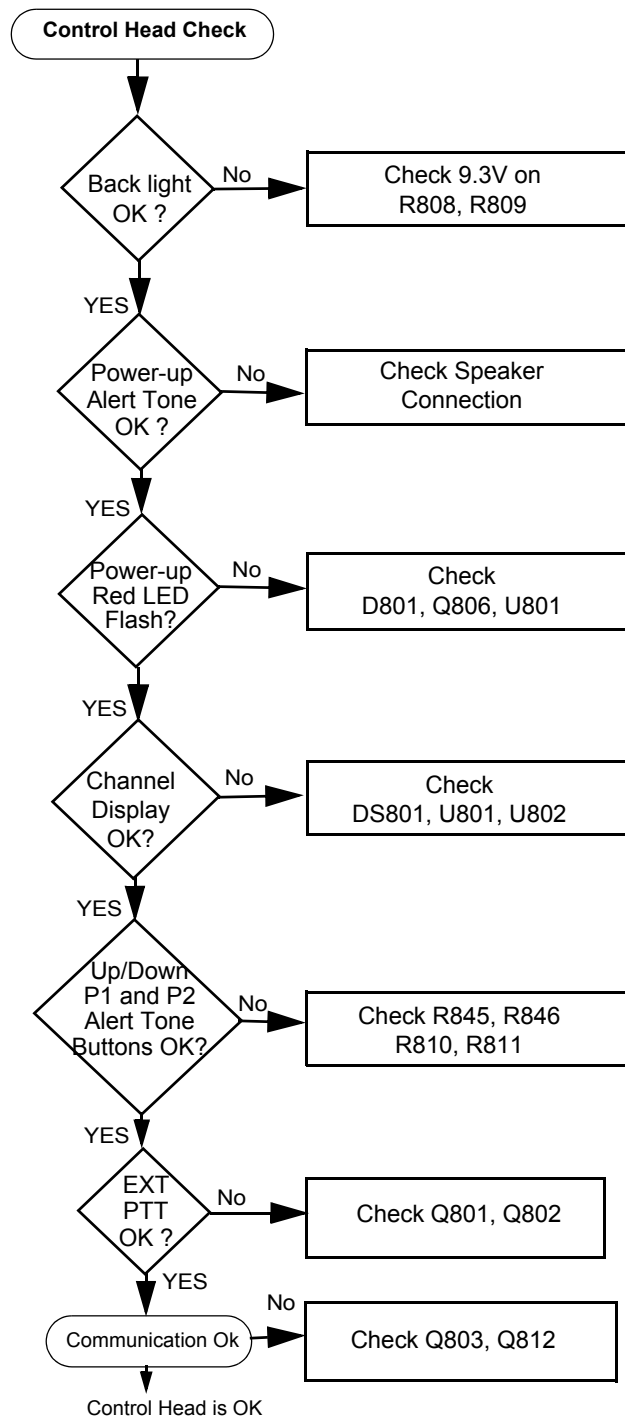 Control Head Check
Back light
OK ?
No
Check 9.3V on
R808, R809
YES
Power-up
Alert Tone
OK ?
No
Check Speaker
Connection
YES
Power-up
Red LED
Flash?
No
Check
D801, Q806, U801
YES
Channel
Display
OK?
No
Check
DS801, U801, U802
YES
Up/Down
P1 and P2
Alert Tone
Buttons OK?
No
Check R845, R846
R810, R811
YES
EXT
PTT
OK ?
No
Check Q801, Q802
YES
Communication Ok
No
Check Q803, Q812
Control Head is OK